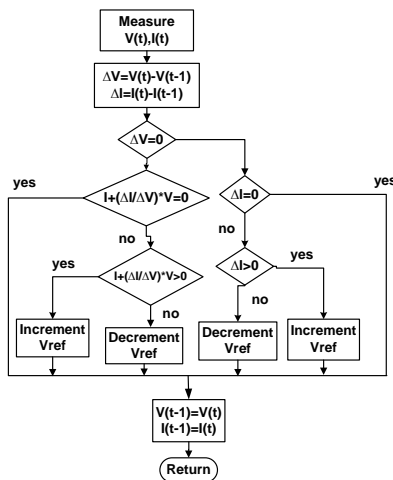 Measure
V(t),I(t)
ΔV=V(t)-V(t-1)
ΔI=I(t)-I(t-1)
ΔV=0
yes
I+(ΔI/ΔV)*V=0
ΔI=0
yes
no
no
yes
I+(ΔI/ΔV)*V>0
ΔI>0
yes
no
no
Increment
Vref
Decrement
Vref
Decrement
Vref
Increment
Vref
V(t-1)=V(t)
I(t-1)=I(t)
Return